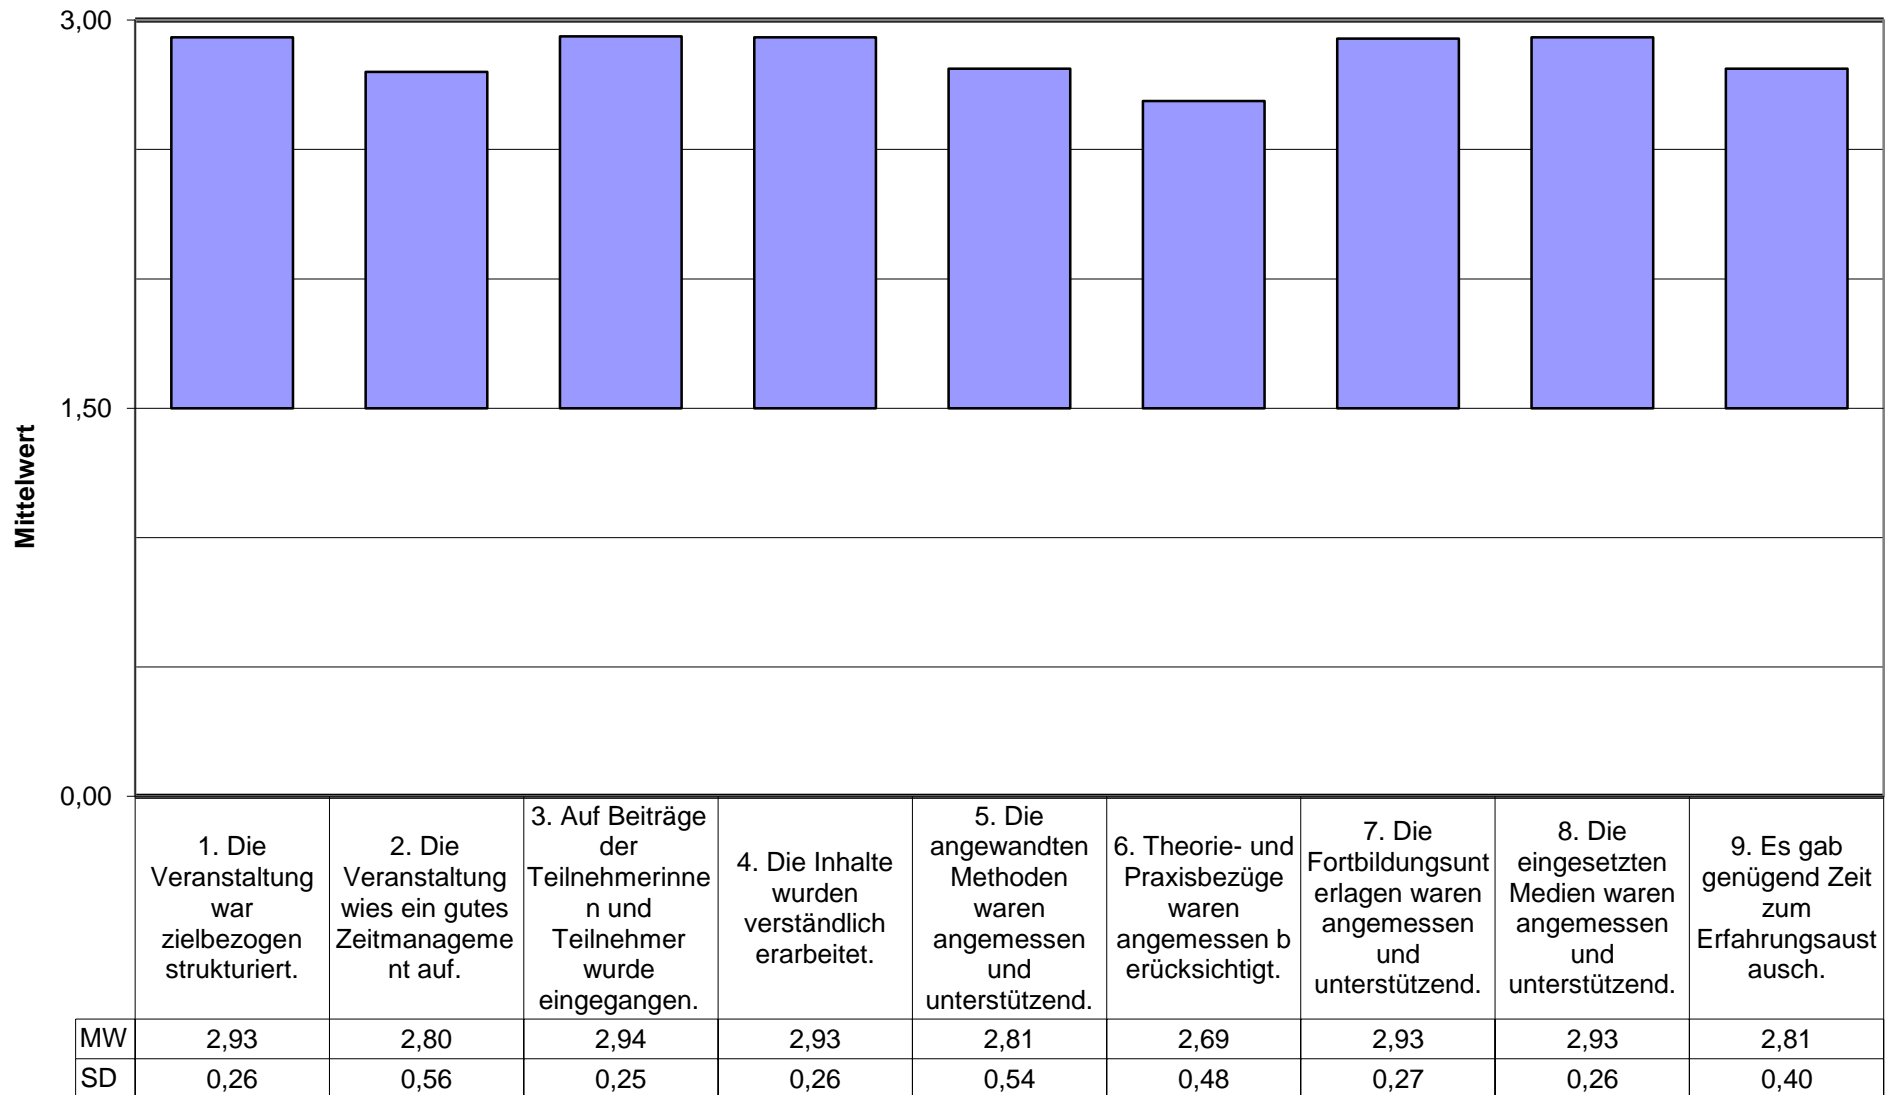 3,00
1,50
0,00
Mittelwert
1. Die
Veranstaltung
war
zielbezogen
strukturiert.
2. Die
Veranstaltung
wies ein gutes
Zeitmanageme
nt auf.
3. Auf Beiträge
der
Teilnehmerinne
n und
Teilnehmer
wurde
eingegangen.
4. Die Inhalte
wurden
verständlich
erarbeitet.
5. Die
angewandten
Methoden
waren
angemessen
und
unterstützend.
6. Theorie- und
Praxisbezüge
waren
angemessen b
erücksichtigt.
7. Die
Fortbildungsunt
erlagen waren
angemessen
und
unterstützend.
8. Die
eingesetzten
Medien waren
angemessen
und
unterstützend.
9. Es gab
genügend Zeit
zum
Erfahrungsaust
ausch.
MW 2,93 2,80 2,94 2,93 2,81 2,69 2,93 2,93 2,81
SD 0,26 0,56 0,25 0,26 0,54 0,48 0,27 0,26 0,40